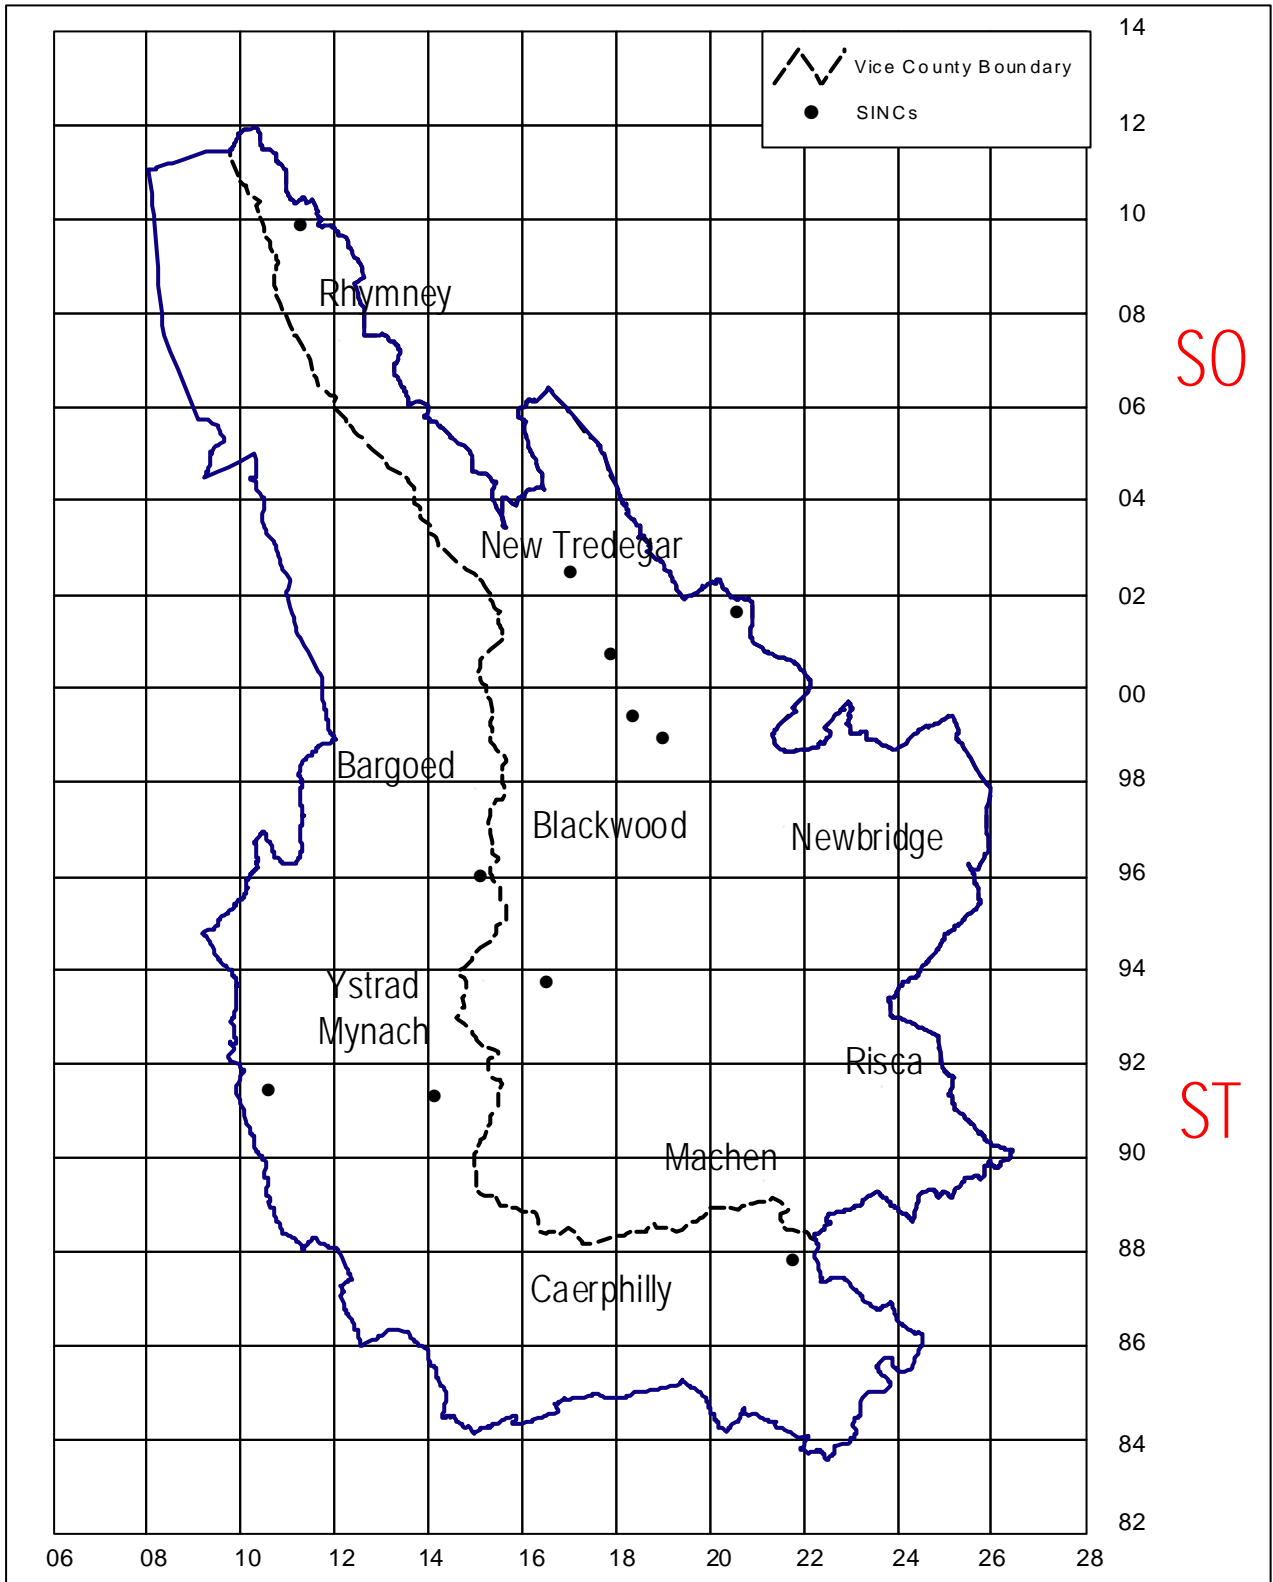 14
Vice County Boundary
SINCs
12
10
Rhymney
08
SO
06
04
New Tredegar
02
00
Bargoed
98
Blackwood
Newbridge
96
94
Ystrad
Mynach
92
Risca
ST
90
Machen
88
Caerphilly
86
84
82
06 08 10 12 14 16 18 20 22 24 26 28